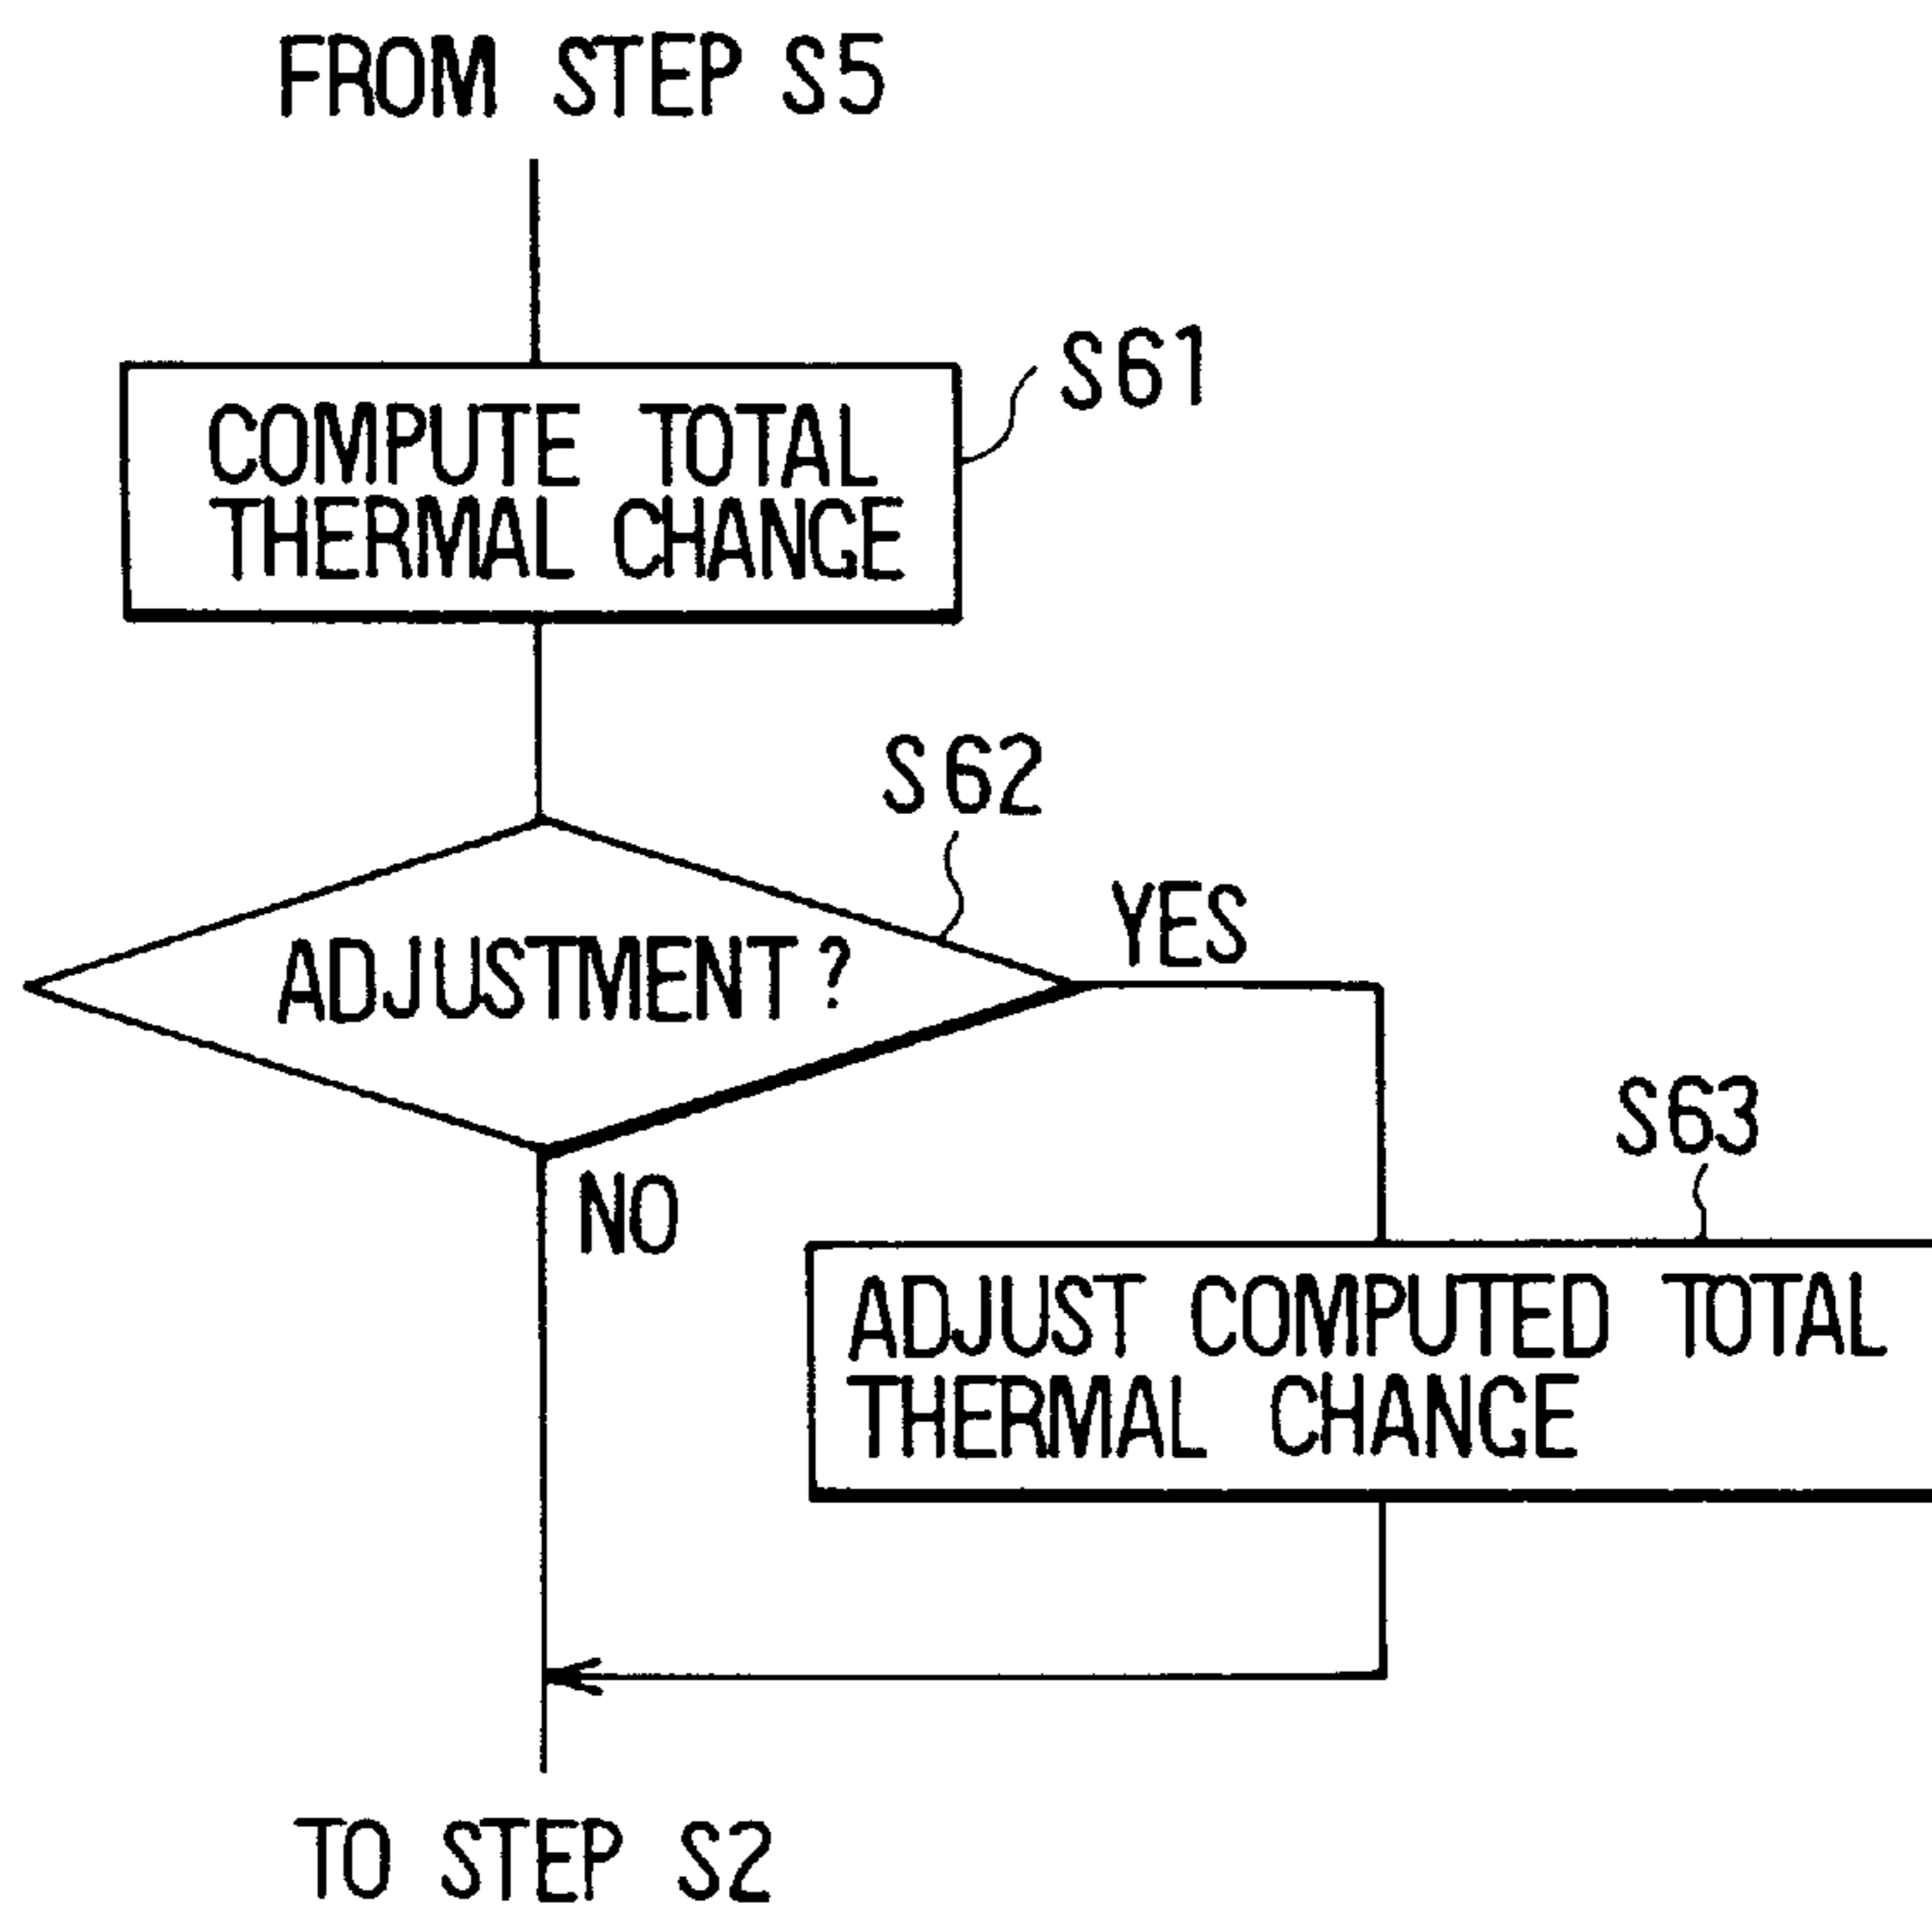 FROM STEP S5
S61
COMPUTE TOTAL
THERMAL CHANGE
S62
YES
ADJUSTMENT?
NO
S63
ADJUST COMPUTED TOTAL
THERMAL CHANGE
TO STEP S2